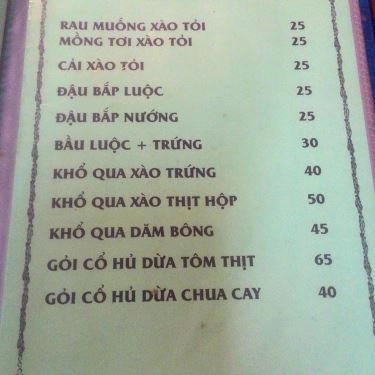 RAU MUỐNG XÀO TỎI 25
MỒNG TƠI XÀO TỎI 25
CẢI XÀO TỎI 25
ĐẬU BẮP LUỘC 25
ĐẬU BẮP NƯỚNG 25
BẦU LUỘC + TRỨNG 30
KHỔ QUA XÀO TRỨNG 40
KHỔ QUA XÀO THỊT HỘP 50
KHỔ QUA DĂM BÔNG 45
GỎI CỔ HỦ DỪA TÔM THỊT 65
GỎI CỔ HỦ DỪA CHUA CAY 40